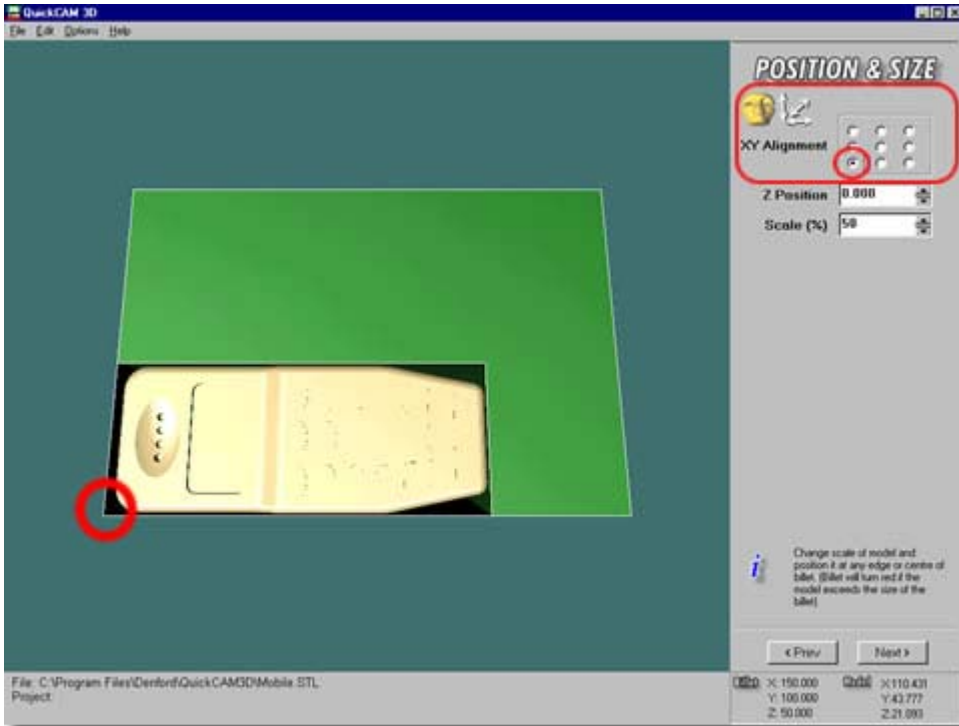 QuickCAM 3D
File Edit Options Help
POSITION & SIZE
XY Alignment
Z Position 0.000
Scale (%) 50
Change scale of model and
position it at any edge or centre of
billet. (Billet will turn red if the
model exceeds the size of the
billet)
< Prev Next >
File: C:\Program Files\Denford\QuickCAM3D\Mobile.STL
Project:
X: 150.000 X:110.431
Y: 100.000 Y:43.777
Z: 50.000 Z:21.093